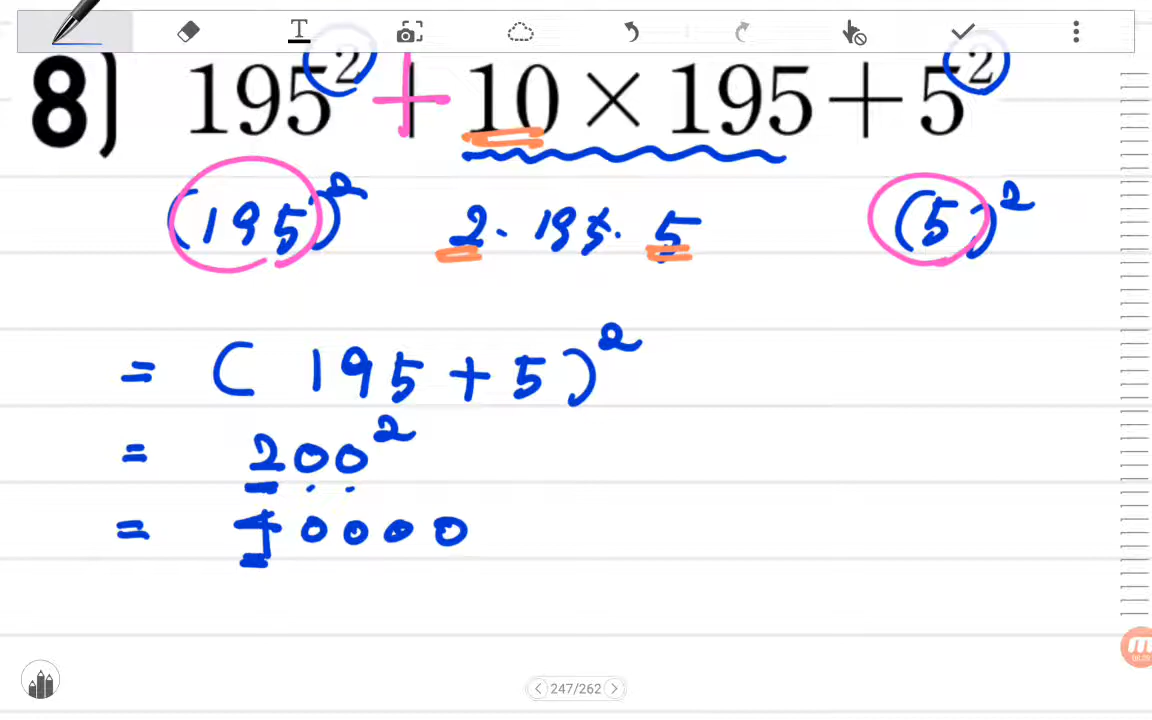 8) 195² + 10 × 195 + 5²
(195)² 2 · 195 · 5 (5)²
= (195 + 5)²
= 200²
= 40000
247/262